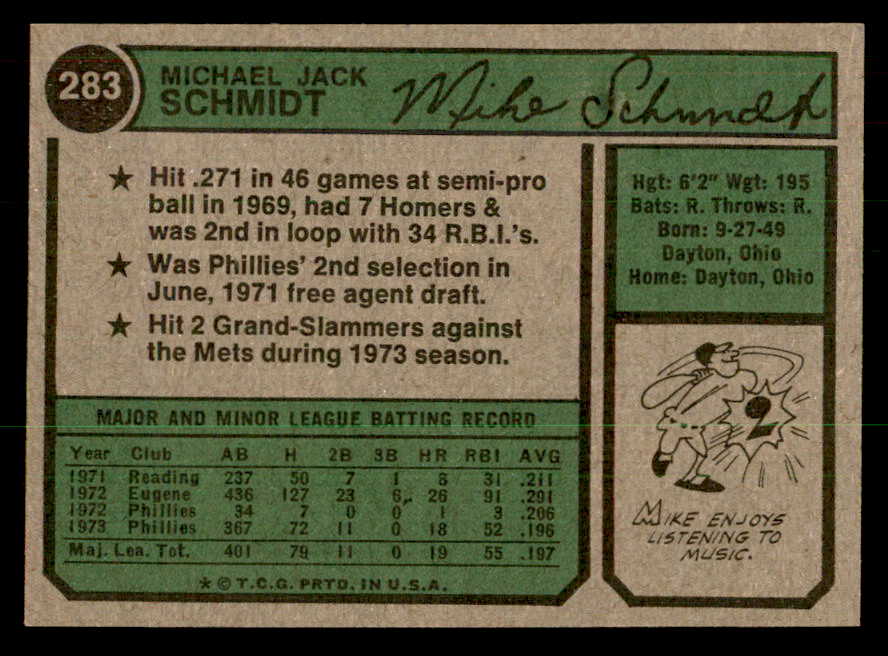 283
MICHAEL JACK
SCHMIDT
Mike Schmidt
★ Hit .271 in 46 games at semi-pro
ball in 1969, had 7 Homers &
was 2nd in loop with 34 R.B.I.'s.
★ Was Phillies' 2nd selection in
June, 1971 free agent draft.
★ Hit 2 Grand-Slammers against
the Mets during 1973 season.
Hgt: 6'2" Wgt: 195
Bats: R. Throws: R.
Born: 9-27-49
Dayton, Ohio
Home: Dayton, Ohio
MAJOR AND MINOR LEAGUE BATTING RECORD
Year Club AB H 2B 3B HR RBI AVG
1971 Reading 237 50 7 1 8 31 .211
1972 Eugene 436 127 23 6 26 91 .291
1972 Phillies 34 7 0 0 1 3 .206
1973 Phillies 367 72 11 0 18 52 .196
Maj. Lea. Tot. 401 79 11 0 19 55 .197
★ © T.C.G. PRTD. IN U.S.A.
2
MIKE ENJOYS
LISTENING TO
MUSIC.